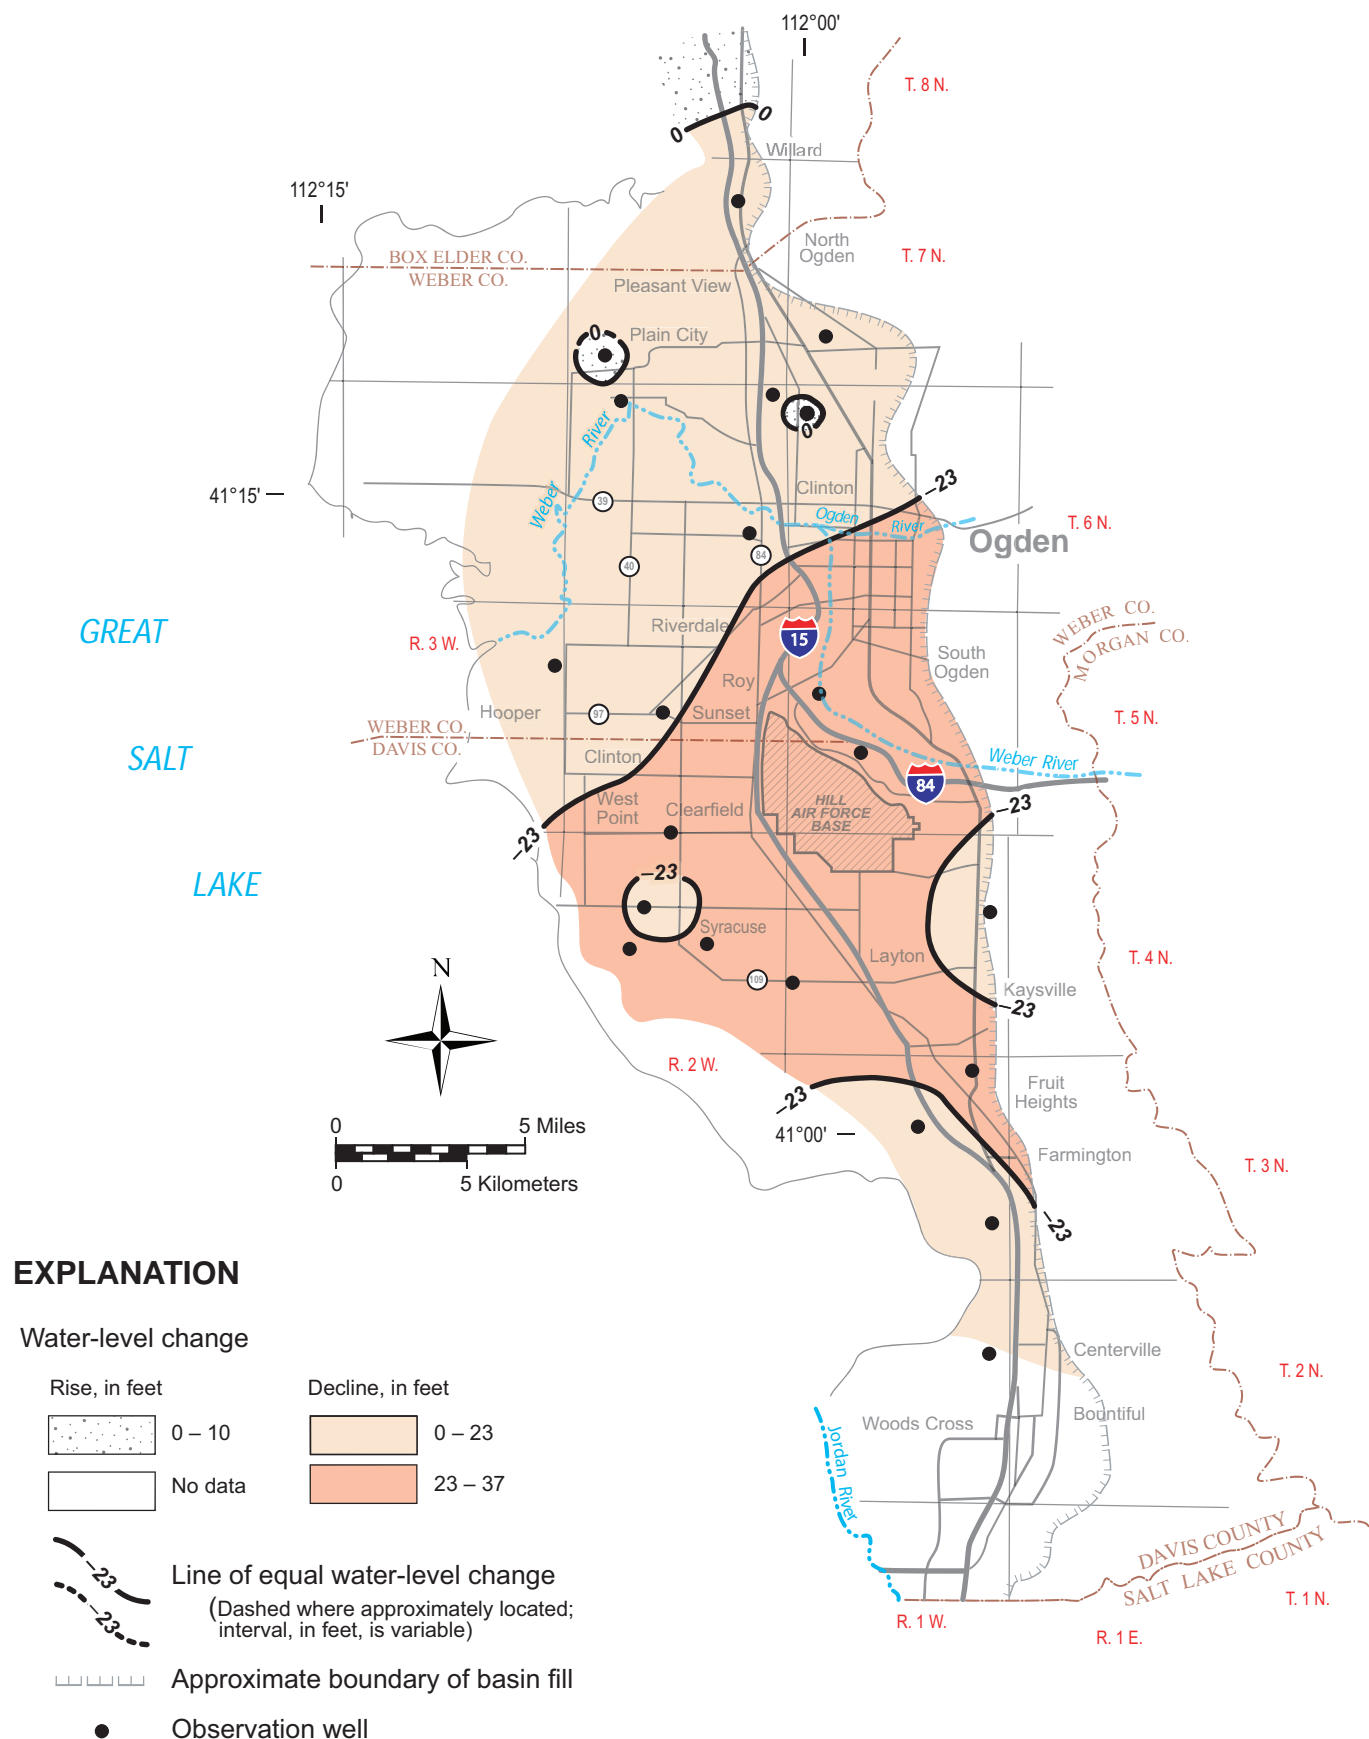 112°00'
T. 8 N.
0
0
Willard
112°15'
North
Ogden
T. 7 N.
BOX ELDER CO.
WEBER CO.
Pleasant View
0
Plain City
0
River
Weber
41°15'
39
Clinton
–23
Ogden
River
T. 6 N.
Ogden
84
40
GREAT
R. 3 W.
Riverdale
15
WEBER CO.
MORGAN CO.
South
Ogden
Roy
Hooper
97
Sunset
T. 5 N.
WEBER CO.
DAVIS CO.
SALT
Clinton
Weber River
84
West
Point
Clearfield
HILL
AIR FORCE
BASE
–23
–23
LAKE
–23
Syracuse
Layton
T. 4 N.
109
Kaysville
–23
N
R. 2 W.
–23
Fruit
Heights
0
5 Miles
41°00'
Farmington
T. 3 N.
0
5 Kilometers
–23
EXPLANATION
Water-level change
Centerville
T. 2 N.
Rise, in feet
Decline, in feet
0 – 10
0 – 23
Woods Cross
Bountiful
No data
23 – 37
Jordan River
DAVIS COUNTY
SALT LAKE COUNTY
–23
Line of equal water-level change
–23
(Dashed where approximately located;
interval, in feet, is variable)
T. 1 N.
R. 1 W.
R. 1 E.
Approximate boundary of basin fill
Observation well